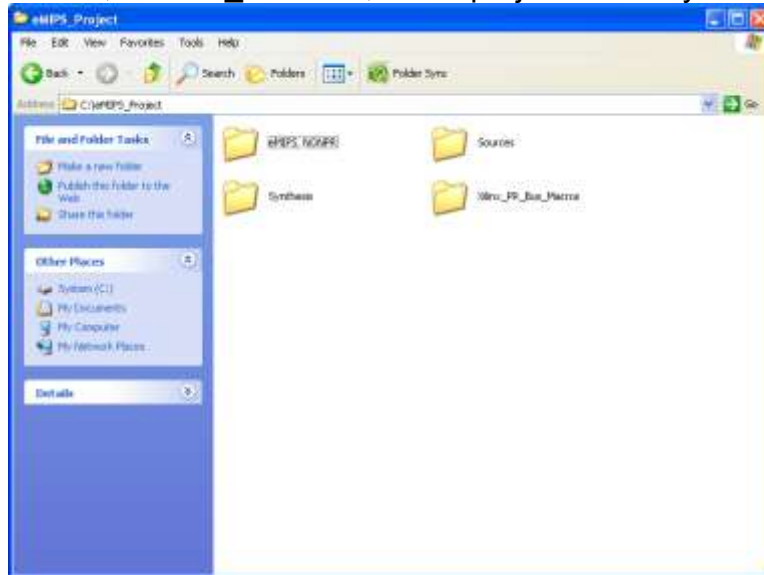 eMIPS_Project
File Edit View Favorites Tools Help
Back Search Folders Folder Sync
Address C:\eMIPS_Project Go
File and Folder Tasks
Make a new folder
Publish this folder to the
Web
Share this folder
Other Places
System (C:)
My Documents
My Computer
My Network Places
Details
eMIPS_NONPR Sources
Synthesis Xilinx_PR_Bus_Macros